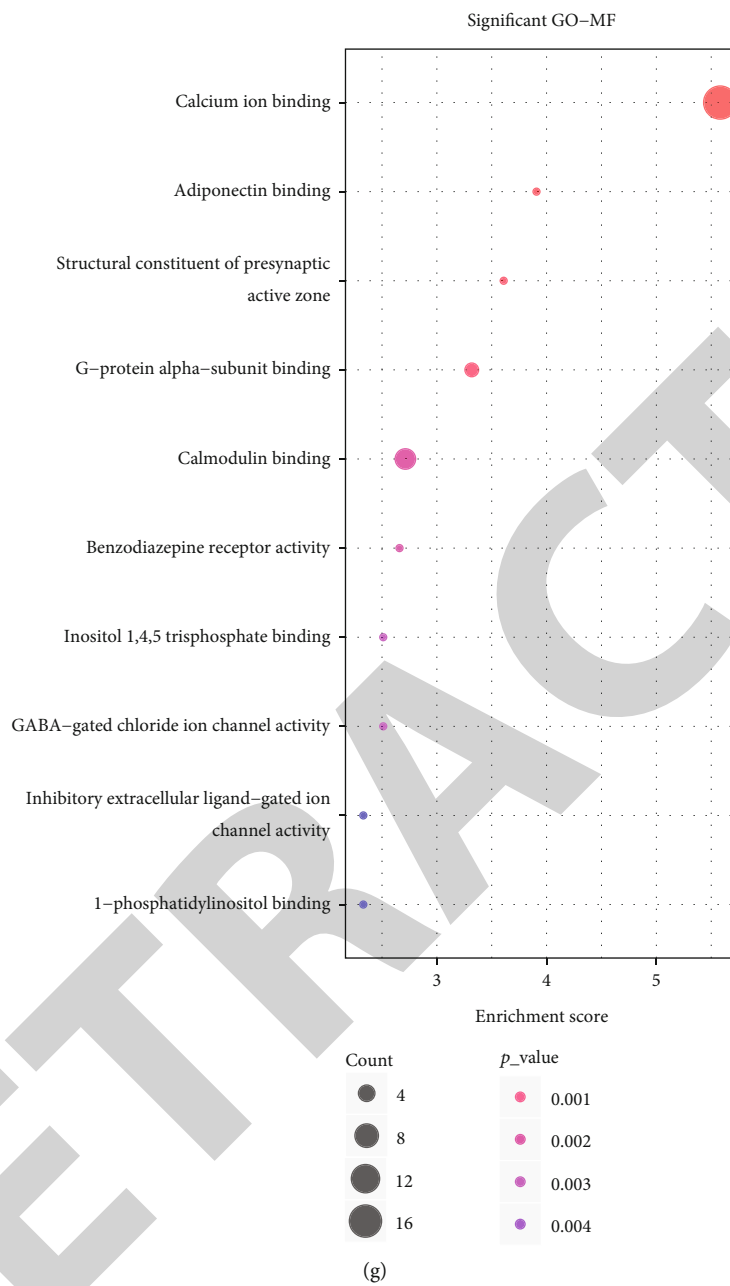 Significant GO−MF
Calcium ion binding
Adiponectin binding
Structural constituent of presynaptic
active zone
G−protein alpha−subunit binding
Calmodulin binding
Benzodiazepine receptor activity
Inositol 1,4,5 trisphosphate binding
GABA−gated chloride ion channel activity
Inhibitory extracellular ligand−gated ion
channel activity
1−phosphatidylinositol binding
3 4 5
Enrichment score
Count
4
8
12
16
p_value
0.001
0.002
0.003
0.004
(g)
ETRACT